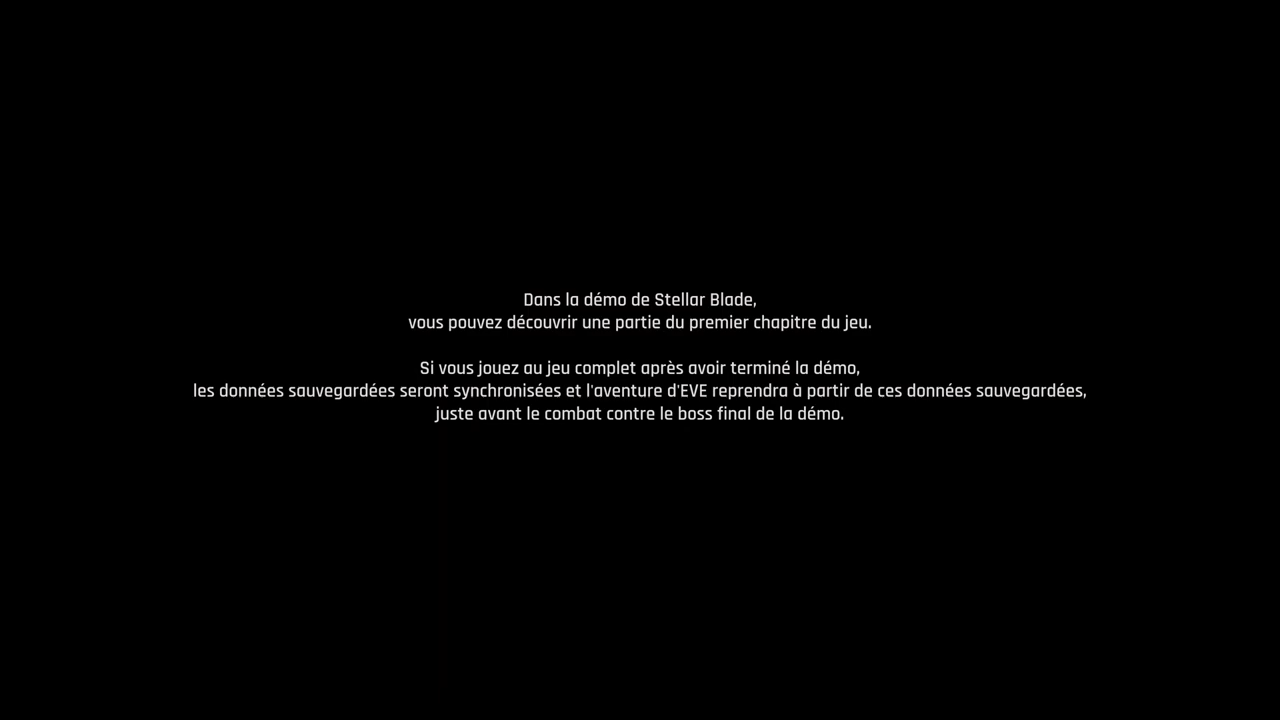 Dans la démo de Stellar Blade,
vous pouvez découvrir une partie du premier chapitre du jeu.
Si vous jouez au jeu complet après avoir terminé la démo,
les données sauvegardées seront synchronisées et l'aventure d'EVE reprendra à partir de ces données sauvegardées,
juste avant le combat contre le boss final de la démo.